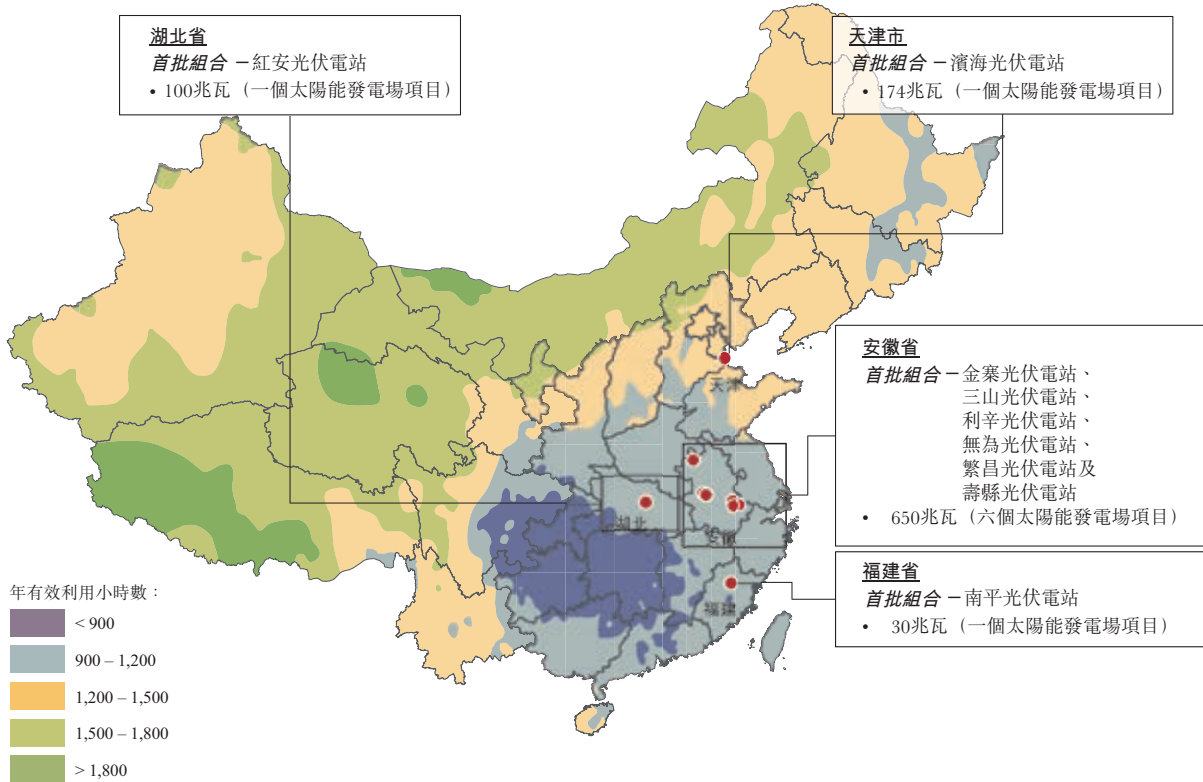 湖北省
首批組合 – 紅安光伏電站
• 100兆瓦（一個太陽能發電場項目）
天津市
首批組合 – 濱海光伏電站
• 174兆瓦（一個太陽能發電場項目）
天津
安徽省
首批組合 – 金寨光伏電站、
三山光伏電站、
利辛光伏電站、
無為光伏電站、
繁昌光伏電站及
壽縣光伏電站
• 650兆瓦（六個太陽能發電場項目）
湖北
安徽
福建省
首批組合 – 南平光伏電站
• 30兆瓦（一個太陽能發電場項目）
福建
年有效利用小時數：
< 900
900 – 1,200
1,200 – 1,500
1,500 – 1,800
> 1,800